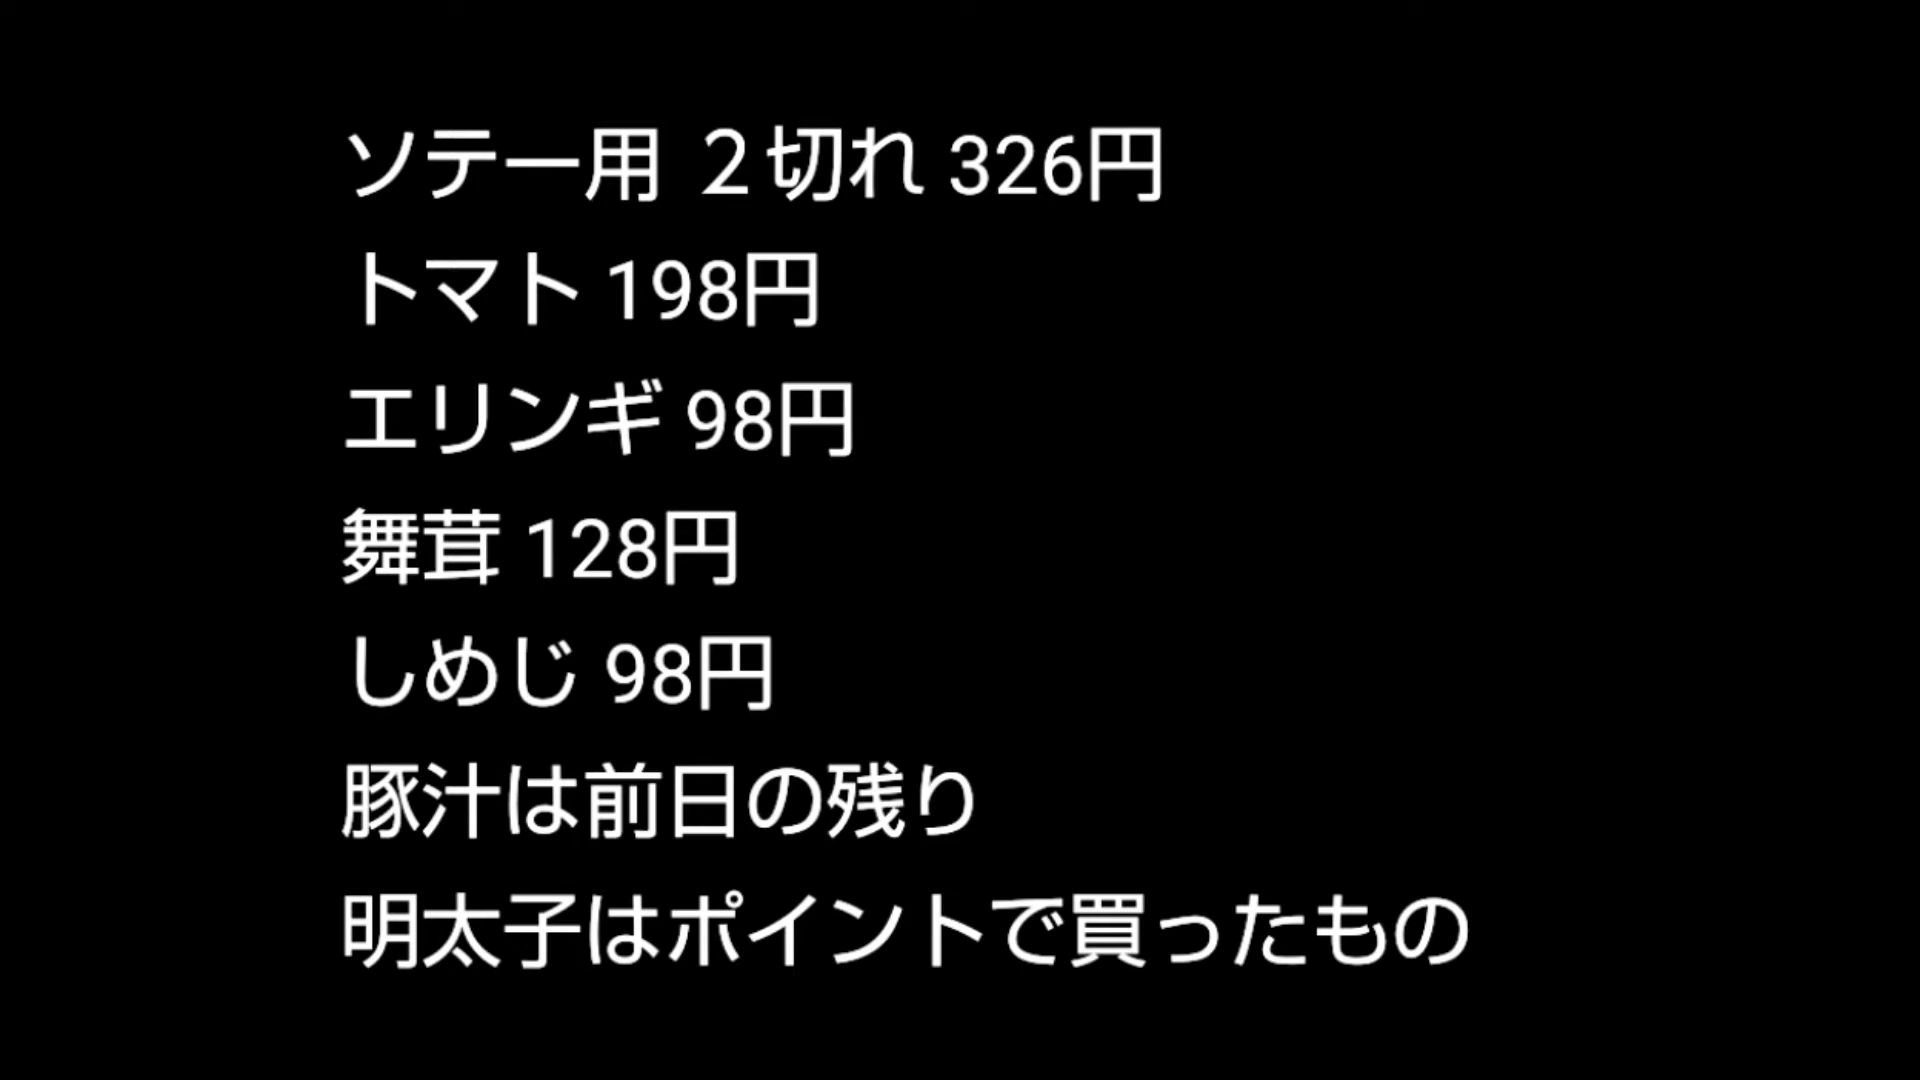 ソテー用 ２切れ 326円
トマト 198円
エリンギ 98円
舞茸 128円
しめじ 98円
豚汁は前日の残り
明太子はポイントで買ったもの